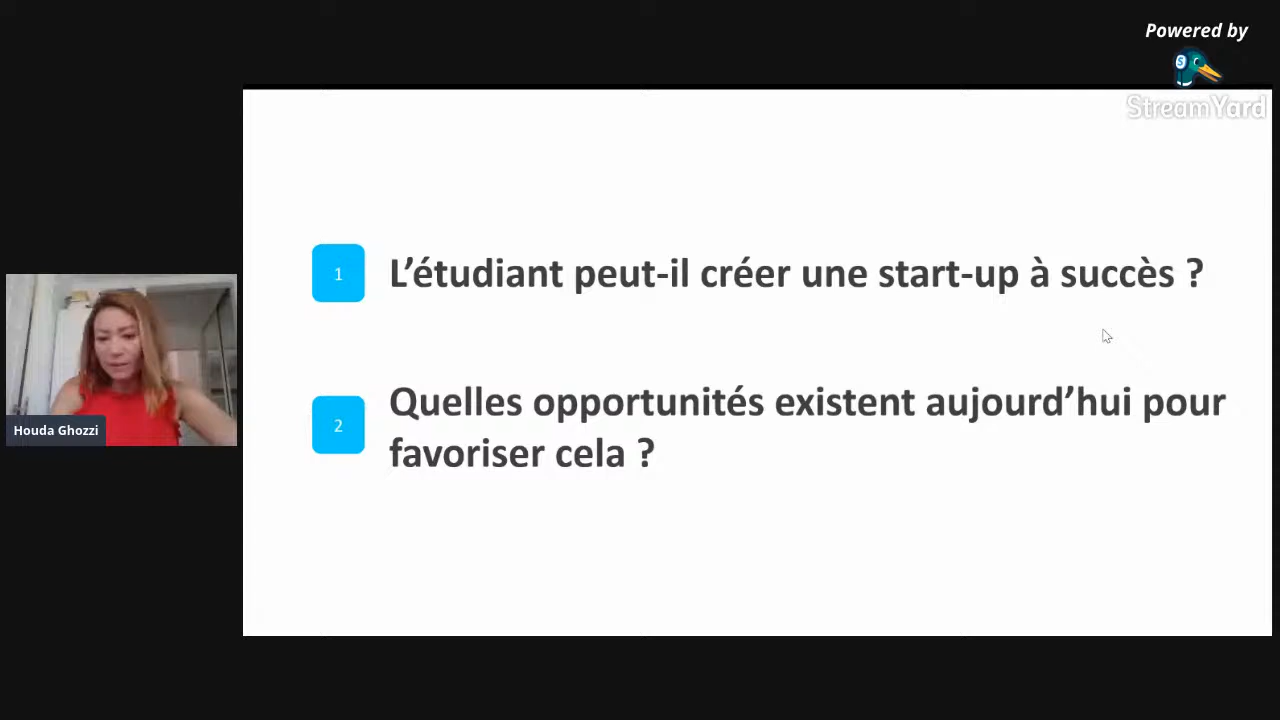 Powered by
StreamYard
1
L’étudiant peut-il créer une start-up à succès ?
2
Quelles opportunités existent aujourd’hui pour
favoriser cela ?
Houda Ghozzi